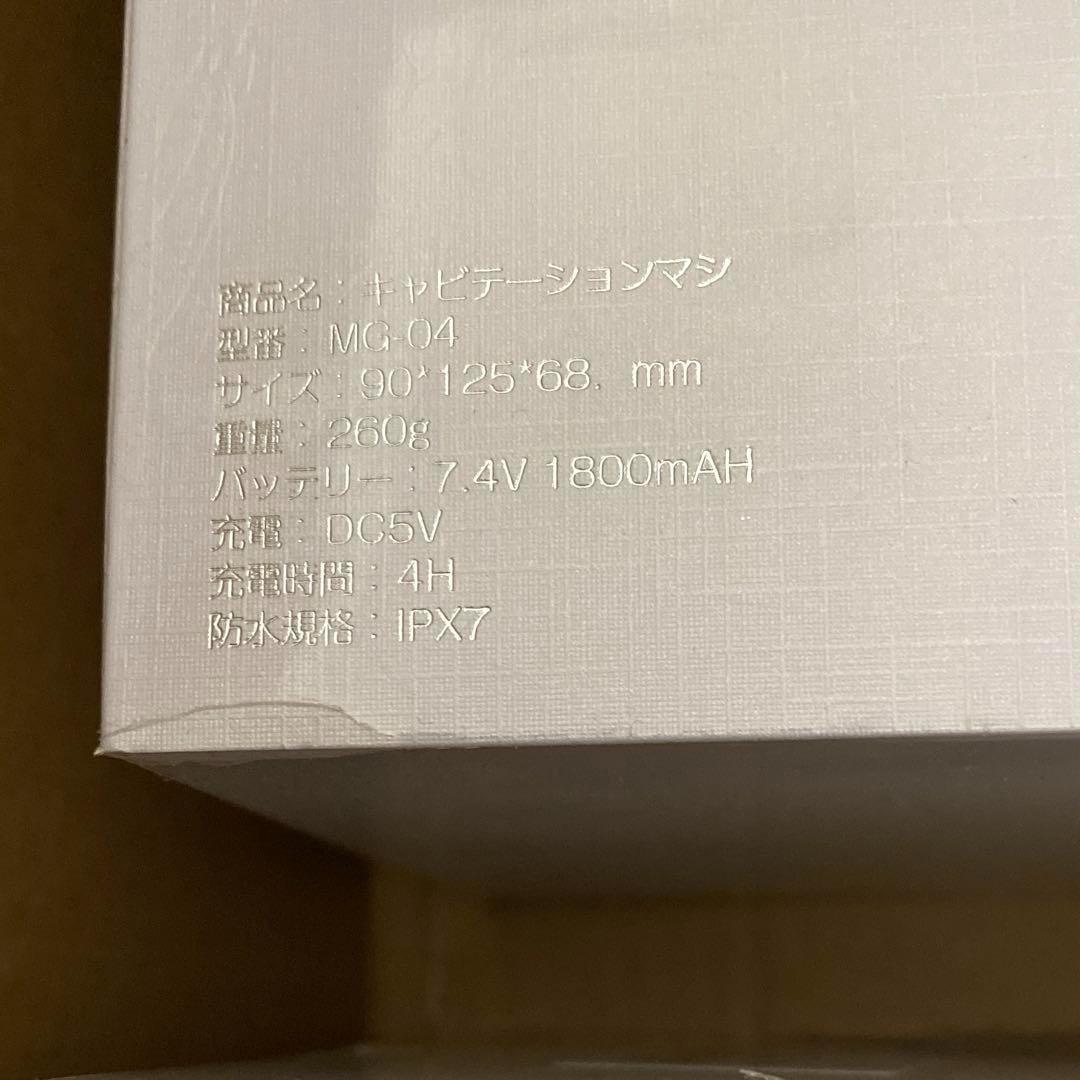 商品名：キャビテーションマシ
型番：MG-04
サイズ：90*125*68. mm
重量：260g
バッテリー：7.4V 1800mAH
充電：DC5V
充電時間：4H
防水規格：IPX7